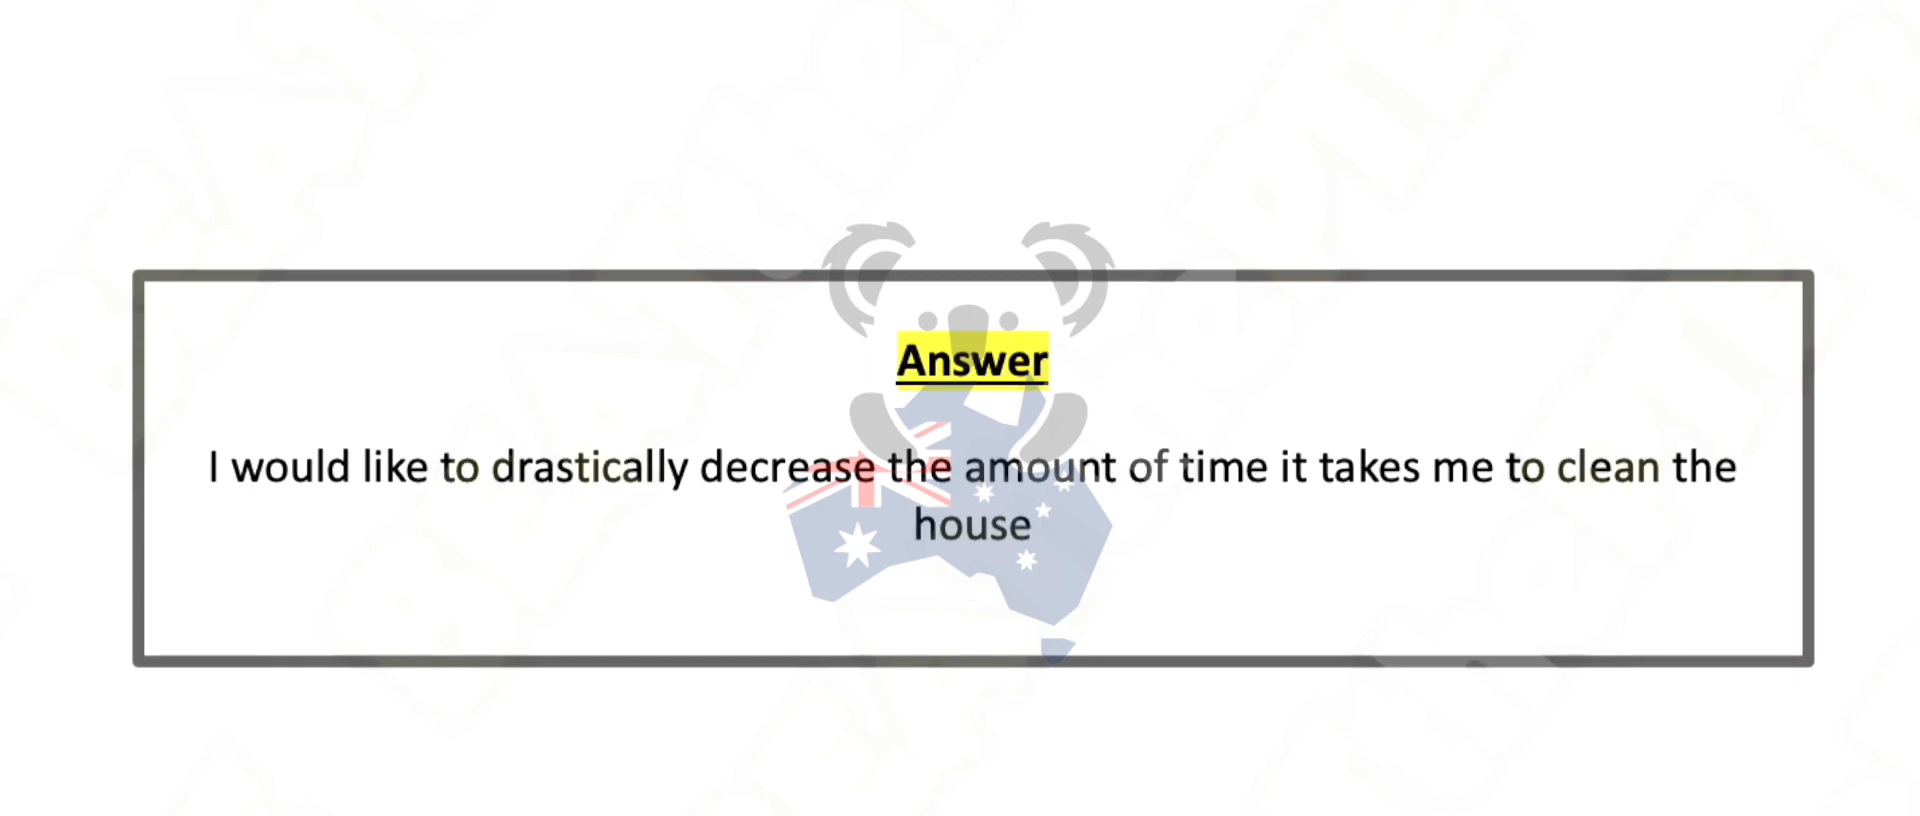 Answer
I would like to drastically decrease the amount of time it takes me to clean the
house